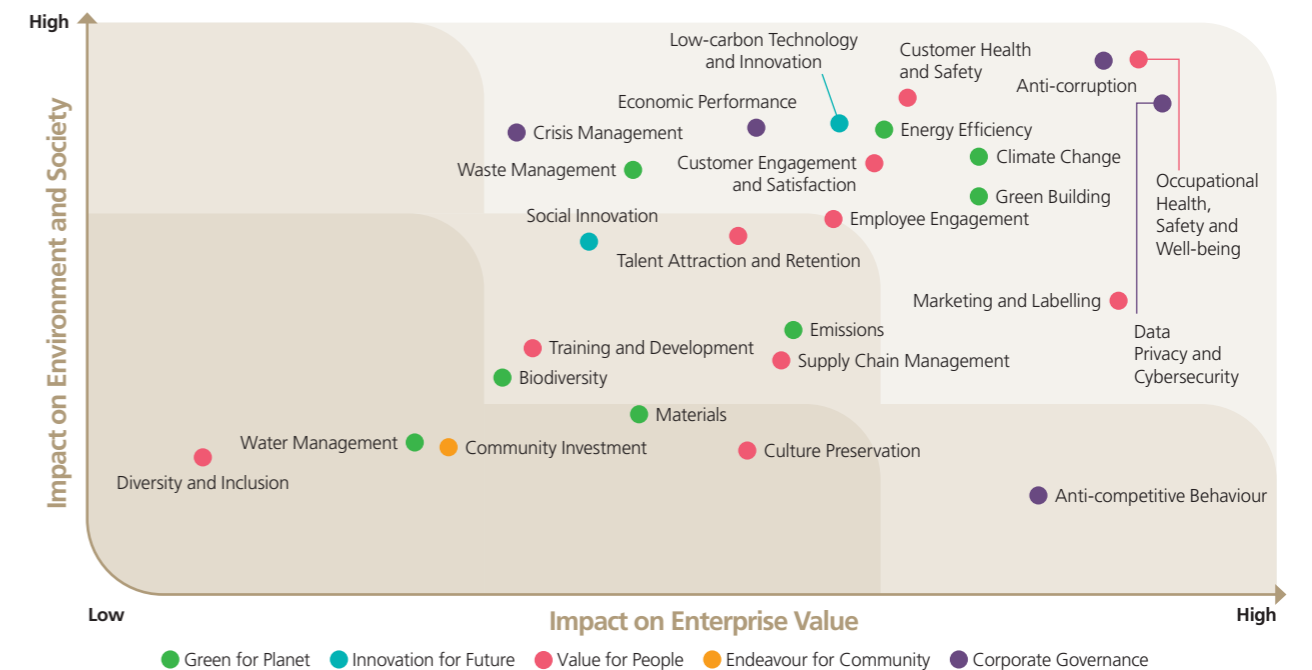 High
Impact on Environment and Society
Low-carbon Technology
and Innovation
Customer Health
and Safety
Anti-corruption
Economic Performance
Crisis Management
Energy Efficiency
Waste Management
Customer Engagement
and Satisfaction
Climate Change
Occupational
Health,
Safety and
Well-being
Green Building
Social Innovation
Employee Engagement
Talent Attraction and Retention
Marketing and Labelling
Emissions
Data
Privacy and
Cybersecurity
Training and Development
Supply Chain Management
Biodiversity
Materials
Water Management
Community Investment
Culture Preservation
Diversity and Inclusion
Anti-competitive Behaviour
Low
Impact on Enterprise Value
High
Green for Planet
Innovation for Future
Value for People
Endeavour for Community
Corporate Governance